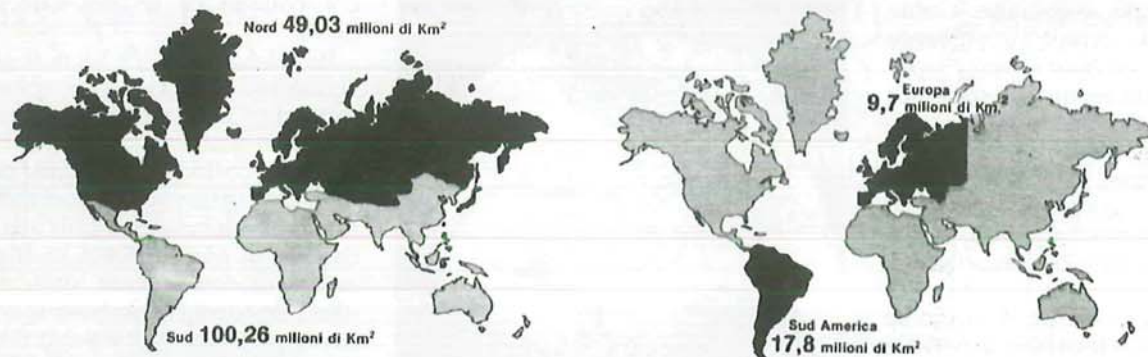 Nord 49,03 milioni di Km²
Sud 100,26 milioni di Km²
Europa
9,7 milioni di Km²
Sud America
17,8 milioni di Km²